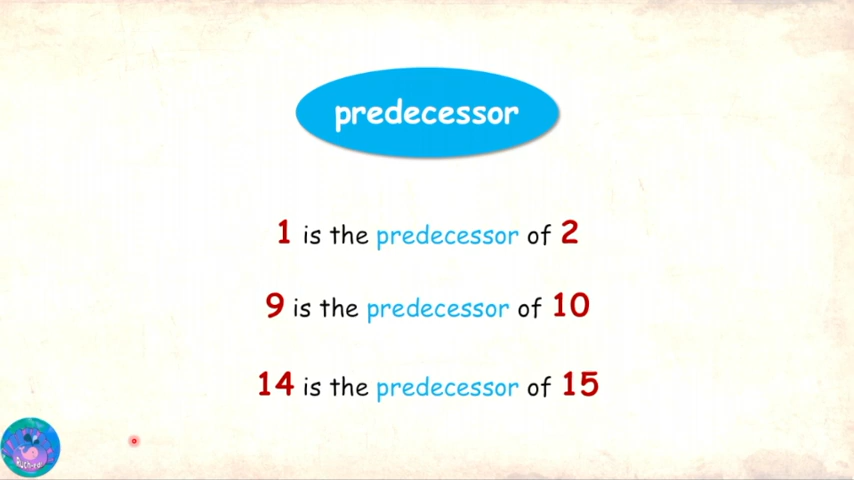 predecessor
1 is the predecessor of 2
9 is the predecessor of 10
14 is the predecessor of 15